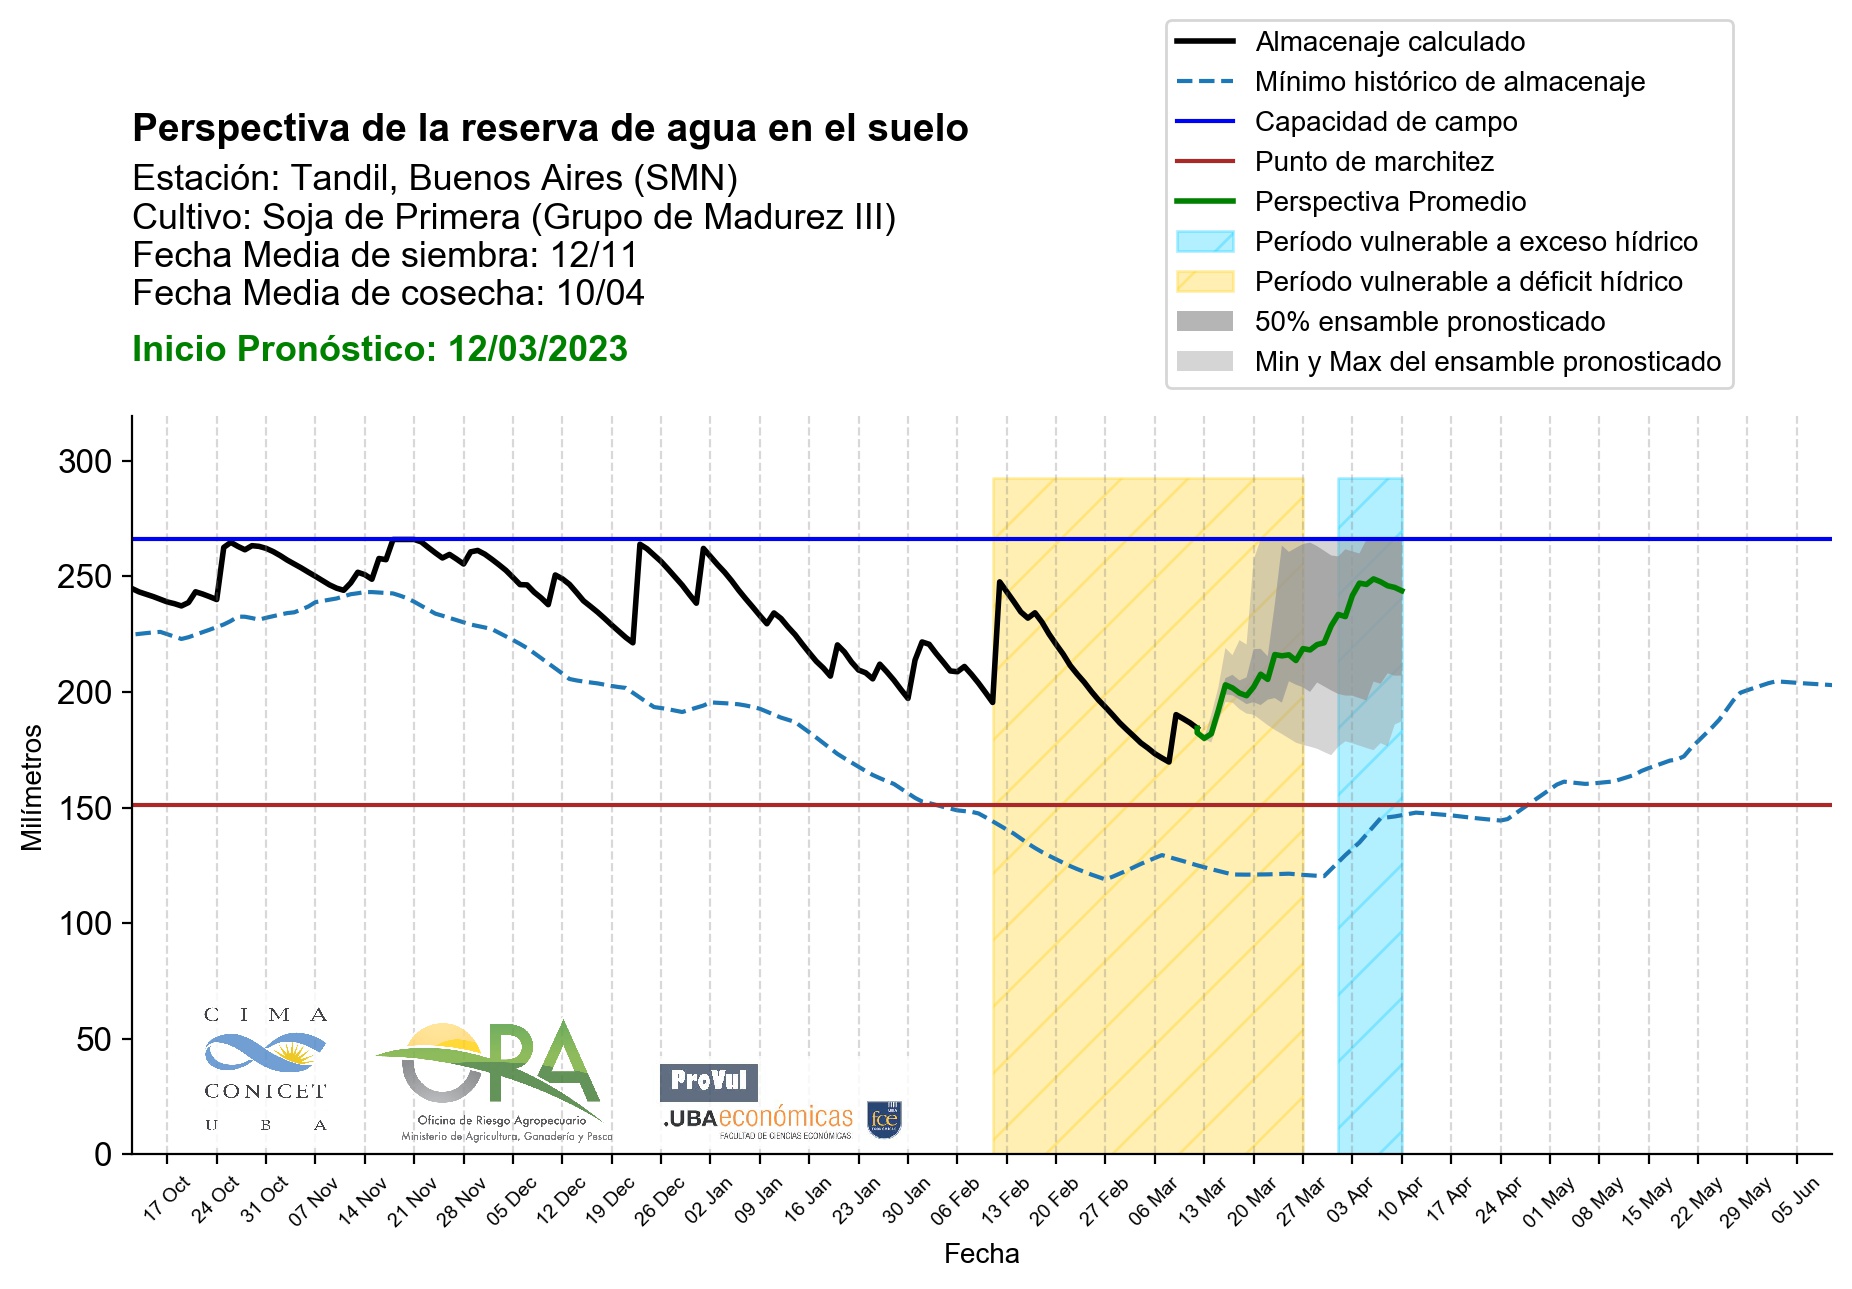 Almacenaje calculado
Mínimo histórico de almacenaje
Capacidad de campo
Punto de marchitez
Perspectiva Promedio
Período vulnerable a exceso hídrico
Período vulnerable a déficit hídrico
50% ensamble pronosticado
Min y Max del ensamble pronosticado
Perspectiva de la reserva de agua en el suelo
Estación: Tandil, Buenos Aires (SMN)
Cultivo: Soja de Primera (Grupo de Madurez III)
Fecha Media de siembra: 12/11
Fecha Media de cosecha: 10/04
Inicio Pronóstico: 12/03/2023
Milímetros
300
250
200
150
100
50
0
CIMA
CONICET
UBA
ORA
Oficina de Riesgo Agropecuario
Ministerio de Agricultura, Ganadería y Pesca
ProVul
.UBAeconómicas
FACULTAD DE CIENCIAS ECONÓMICAS
fce
17 Oct
24 Oct
31 Oct
07 Nov
14 Nov
21 Nov
28 Nov
05 Dec
12 Dec
19 Dec
26 Dec
02 Jan
09 Jan
16 Jan
23 Jan
30 Jan
06 Feb
13 Feb
20 Feb
27 Feb
06 Mar
13 Mar
20 Mar
27 Mar
03 Apr
10 Apr
17 Apr
24 Apr
01 May
08 May
15 May
22 May
29 May
05 Jun
Fecha